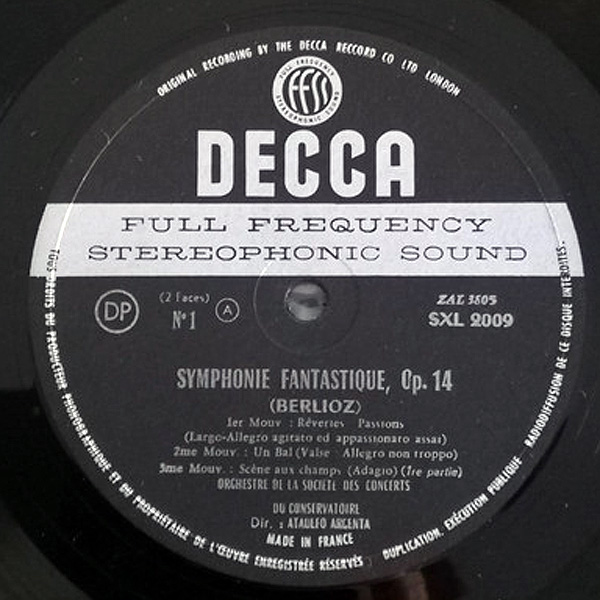 ORIGINAL RECORDING BY THE DECCA RECCORD CO LTD LONDON
FULL FREQUENCY
ffss
STEREOPHONIC SOUND
DECCA
FULL FREQUENCY
STEREOPHONIC SOUND
DP
(2 Faces)
N° 1
A
ZAL 3805
SXL 2009
SYMPHONIE FANTASTIQUE, Op. 14
(BERLIOZ)
1er Mouv : Rêveries Passions
(Largo-Allegro agitato ed appassionaro assai)
2me Mouv. : Un Bal (Valse : Allegro non troppo)
3me Mouv. : Scène aux champs (Adagio) (1re partie)
ORCHESTRE DE LA SOCIETE DES CONCERTS
DU CONSERVATOIRE
Dir. : ATAULFO ARGENTA
MADE IN FRANCE
TOUS DROITS DU PRODUCTEUR PHONOGRAPHIQUE ET DU PROPRIÉTAIRE DE L'ŒUVRE ENREGISTRÉE RÉSERVÉS DUPLICATION, EXÉCUTION PUBLIQUE RADIODIFFUSION DE CE DISQUE INTERDITES.